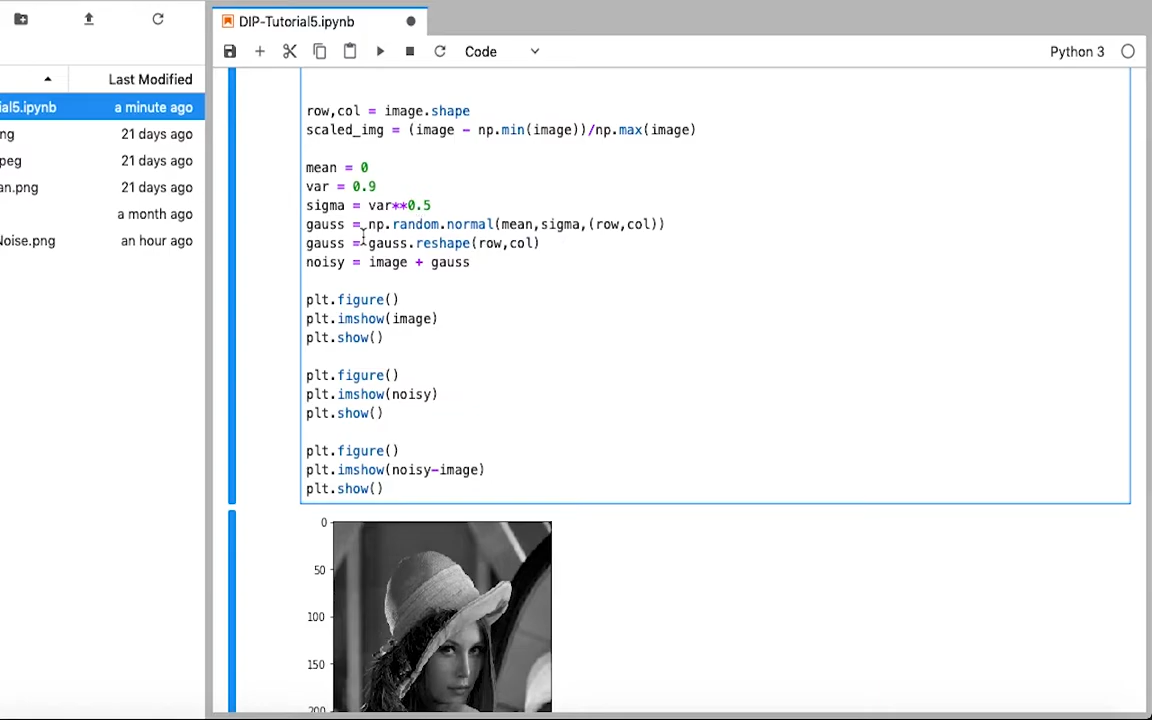 DIP-Tutorial5.ipynb
Code
Python 3
Last Modified
ial5.ipynb a minute ago
ng 21 days ago
peg 21 days ago
an.png 21 days ago
a month ago
Noise.png an hour ago
row,col = image.shape
scaled_img = (image - np.min(image))/np.max(image)
mean = 0
var = 0.9
sigma = var**0.5
gauss = np.random.normal(mean,sigma,(row,col))
gauss = gauss.reshape(row,col)
noisy = image + gauss
plt.figure()
plt.imshow(image)
plt.show()
plt.figure()
plt.imshow(noisy)
plt.show()
plt.figure()
plt.imshow(noisy-image)
plt.show()
0
50
100
150
200